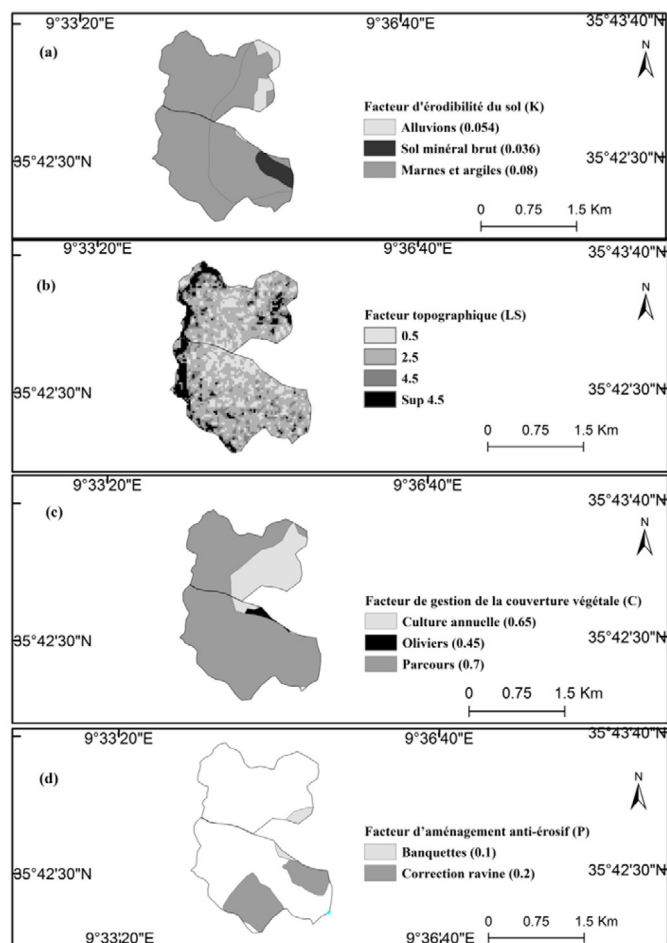 9°33'20"E 9°36'40"E 35°43'40"N
(a)
N
Facteur d'érodibilité du sol (K)
Alluvions (0.054)
Sol minéral brut (0.036)
Marnes et argiles (0.08)
35°42'30"N 35°42'30"N
0 0.75 1.5 Km
9°33'20"E 9°36'40"E 35°43'40"N
(b)
N
Facteur topographique (LS)
0.5
2.5
4.5
Sup 4.5
35°42'30"N 35°42'30"N
0 0.75 1.5 Km
9°33'20"E 9°36'40"E 35°43'40"N
(c)
N
Facteur de gestion de la couverture végétale (C)
Culture annuelle (0.65)
Oliviers (0.45)
Parcours (0.7)
35°42'30"N 35°42'30"N
0 0.75 1.5 Km
9°33'20"E 9°36'40"E 35°43'40"N
(d)
N
Facteur d'aménagement anti-érosif (P)
Banquettes (0.1)
Correction ravine (0.2)
35°42'30"N 35°42'30"N
0 0.75 1.5 Km
9°33'20"E 9°36'40"E